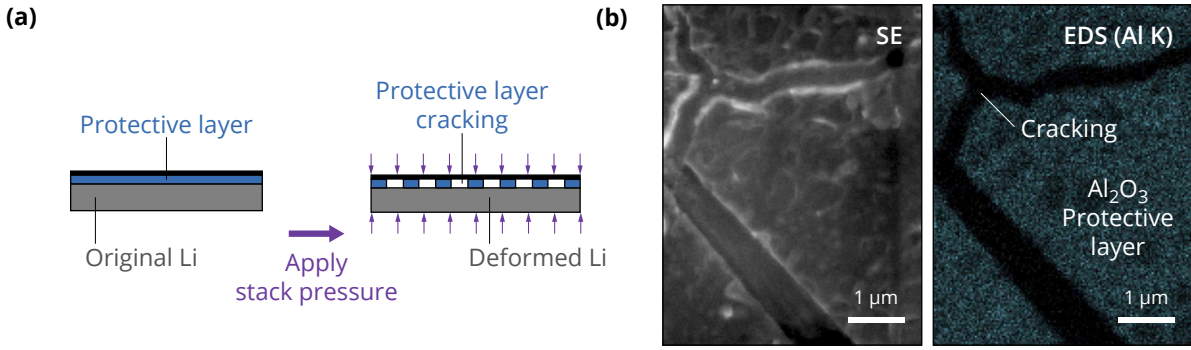 (a)
Protective layer
Original Li
Apply
stack pressure
Protective layer
cracking
Deformed Li
(b)
SE
1 µm
EDS (Al K)
Cracking
Al₂O₃
Protective
layer
1 µm